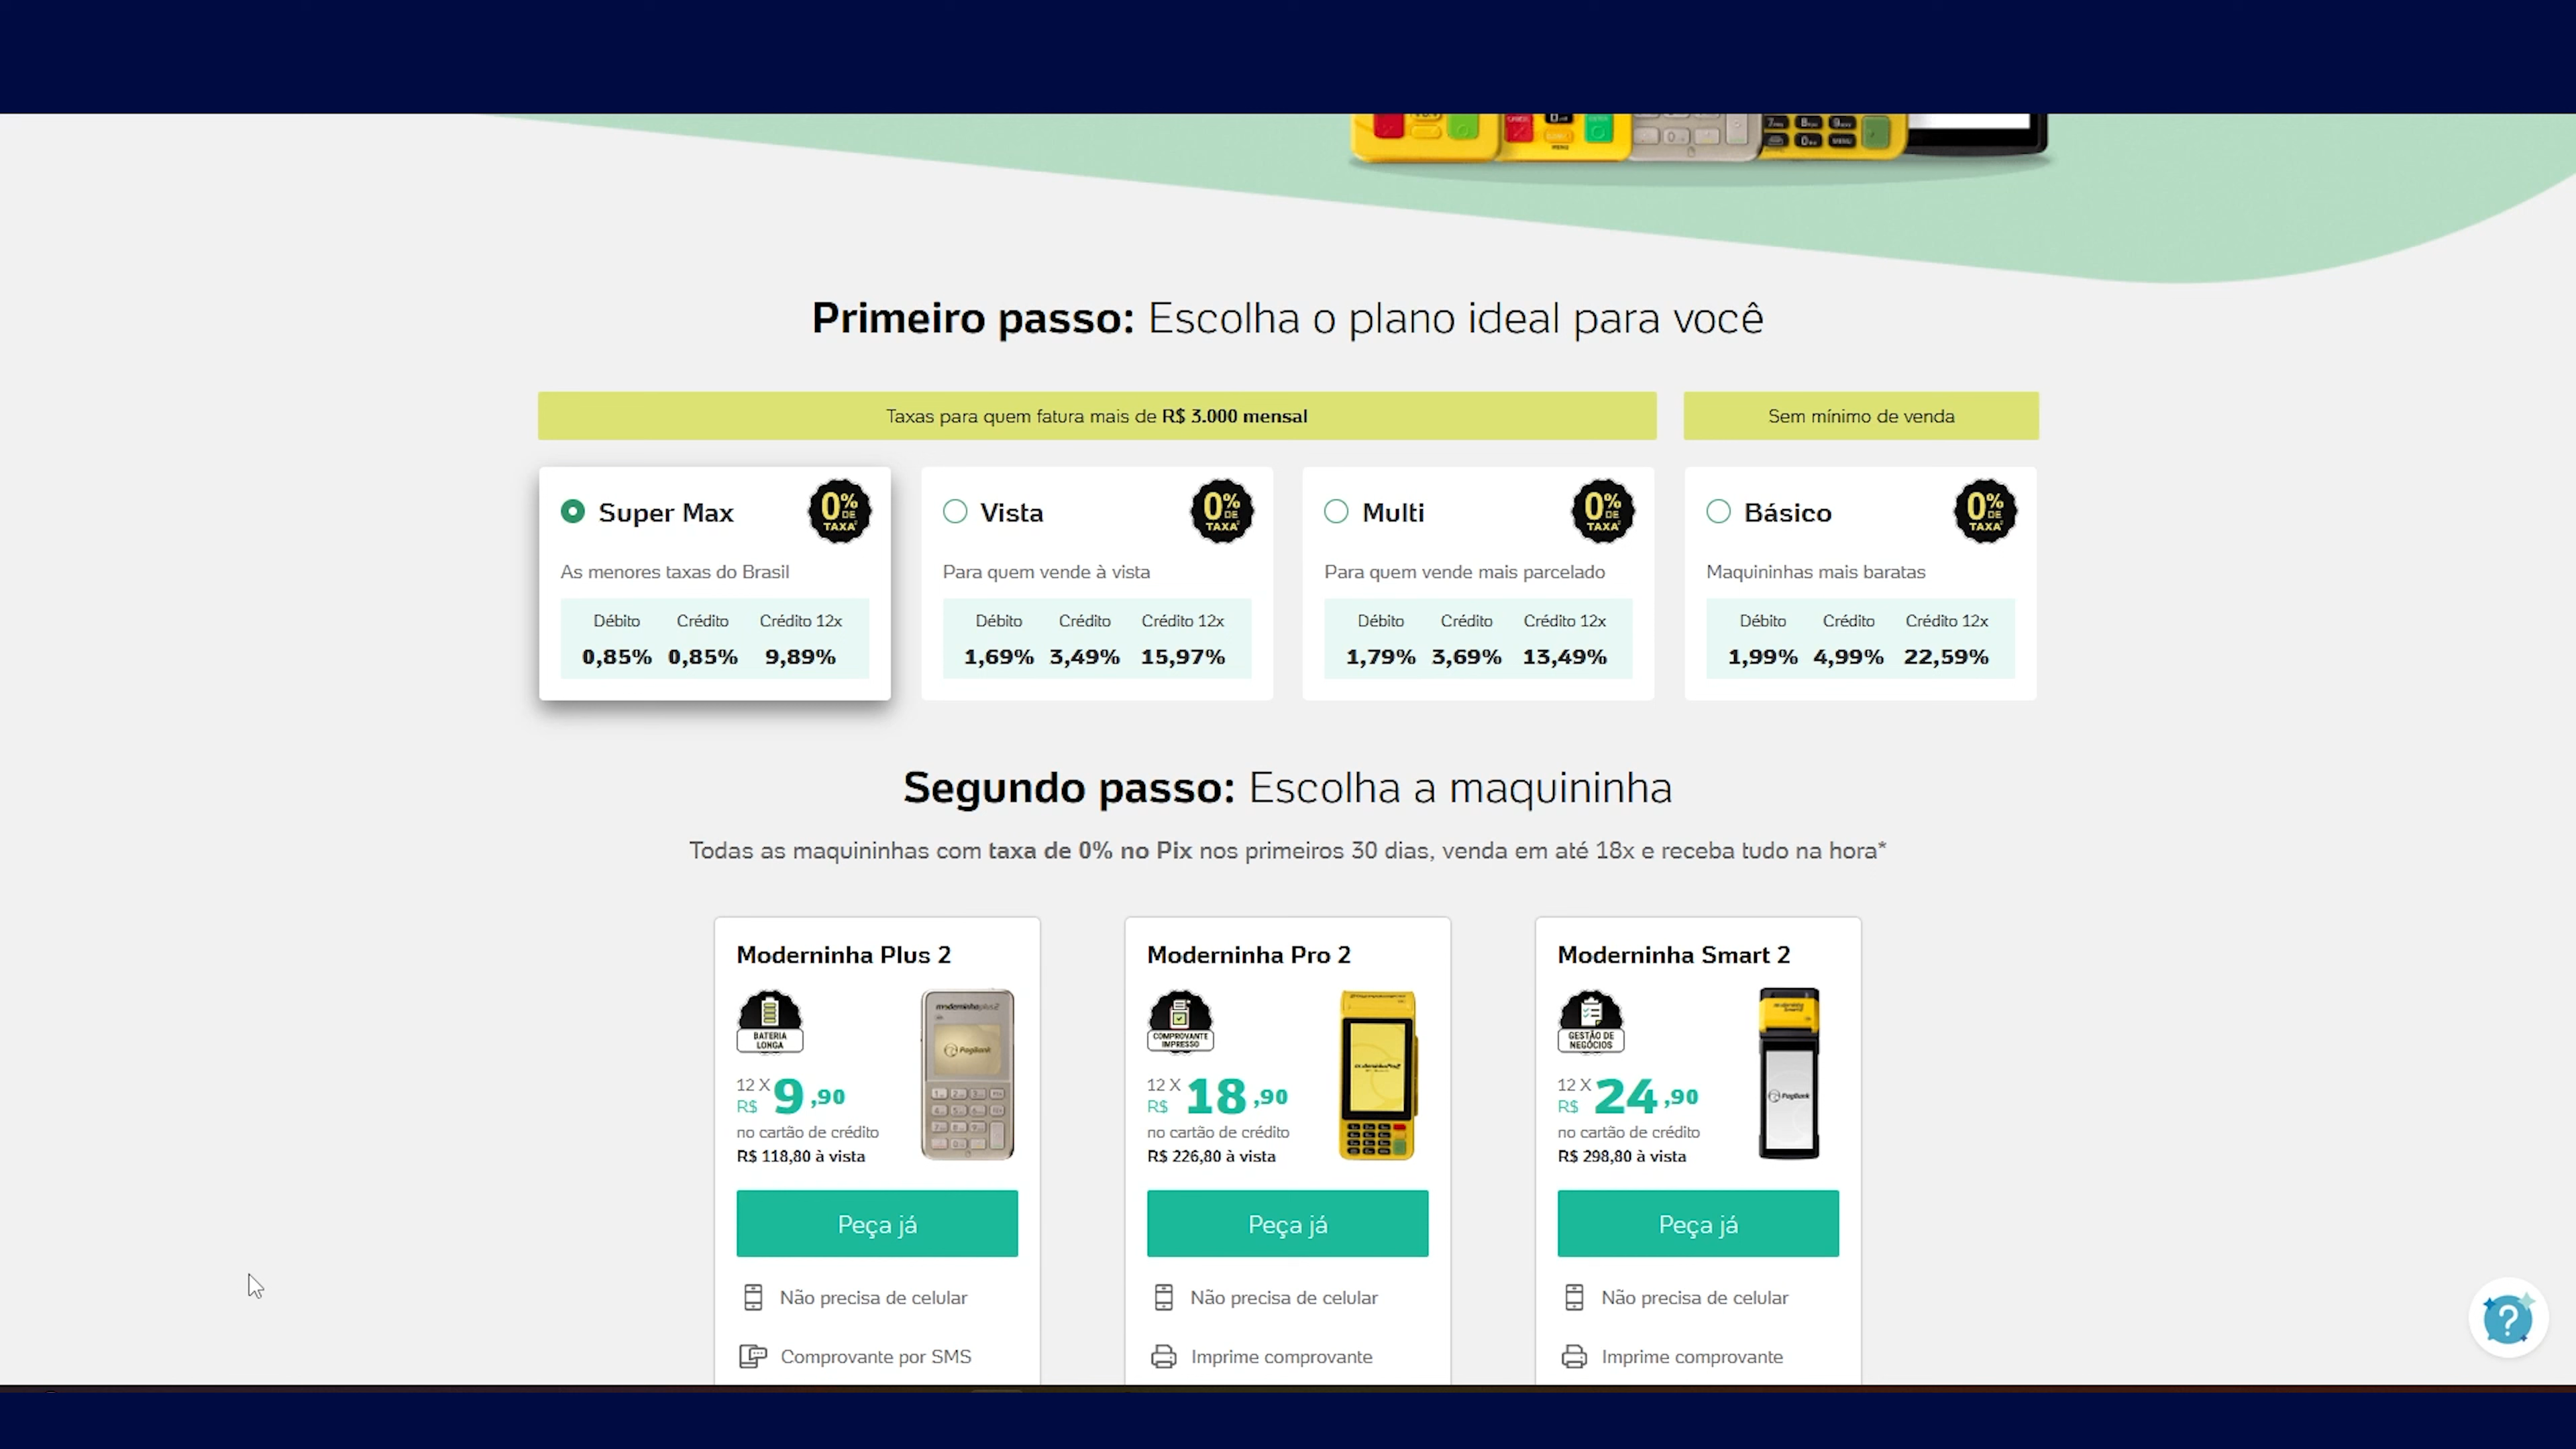 Primeiro passo: Escolha o plano ideal para você
Taxas para quem fatura mais de R$ 3.000 mensal
Sem mínimo de venda
Super Max
0% DE TAXA²
As menores taxas do Brasil
Débito Crédito Crédito 12x
0,85% 0,85% 9,89%
Vista
0% DE TAXA²
Para quem vende à vista
Débito Crédito Crédito 12x
1,69% 3,49% 15,97%
Multi
0% DE TAXA²
Para quem vende mais parcelado
Débito Crédito Crédito 12x
1,79% 3,69% 13,49%
Básico
0% DE TAXA²
Maquininhas mais baratas
Débito Crédito Crédito 12x
1,99% 4,99% 22,59%
Segundo passo: Escolha a maquininha
Todas as maquininhas com taxa de 0% no Pix nos primeiros 30 dias, venda em até 18x e receba tudo na hora*
Moderninha Plus 2
BATERIA
LONGA
moderninhaplus2
PagBank
12 X R$ 9,90
no cartão de crédito
R$ 118,80 à vista
Peça já
Não precisa de celular
Comprovante por SMS
Moderninha Pro 2
COMPROVANTE
IMPRESSO
moderninhaPro2
12 X R$ 18,90
no cartão de crédito
R$ 226,80 à vista
Peça já
Não precisa de celular
Imprime comprovante
Moderninha Smart 2
GESTÃO DE
NEGÓCIOS
PagBank
12 X R$ 24,90
no cartão de crédito
R$ 298,80 à vista
Peça já
Não precisa de celular
Imprime comprovante
?